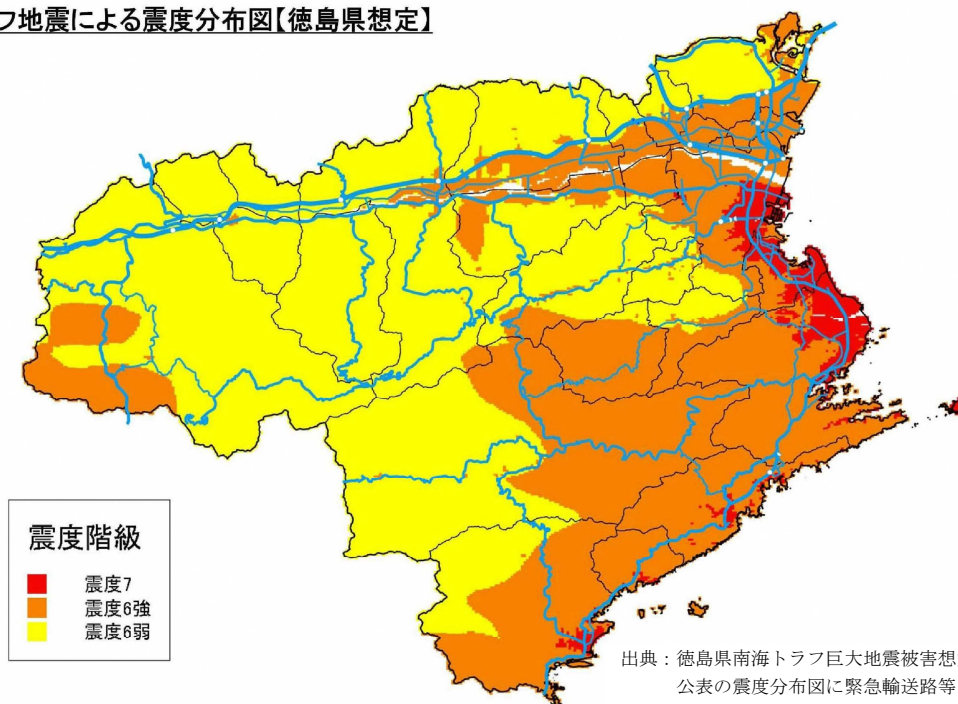 フ地震による震度分布図【徳島県想定】
震度階級
震度7
震度6強
震度6弱
出典：徳島県南海トラフ巨大地震被害想
公表の震度分布図に緊急輸送路等